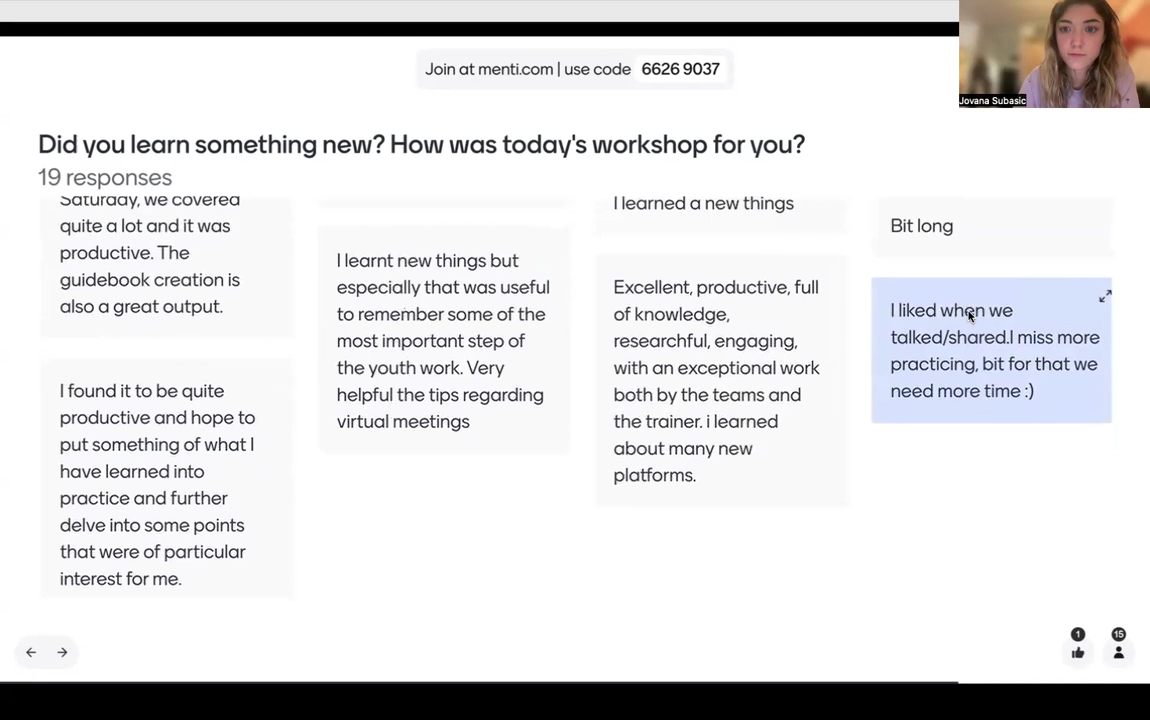 Join at menti.com | use code 6626 9037
Jovana Subasic
Did you learn something new? How was today's workshop for you?
19 responses
Saturday, we covered
quite a lot and it was
productive. The
guidebook creation is
also a great output.
I found it to be quite
productive and hope to
put something of what I
have learned into
practice and further
delve into some points
that were of particular
interest for me.
I learnt new things but
especially that was useful
to remember some of the
most important step of
the youth work. Very
helpful the tips regarding
virtual meetings
I learned a new things
Excellent, productive, full
of knowledge,
researchful, engaging,
with an exceptional work
both by the teams and
the trainer. i learned
about many new
platforms.
Bit long
I liked when we
talked/shared.I miss more
practicing, bit for that we
need more time :)
1
15